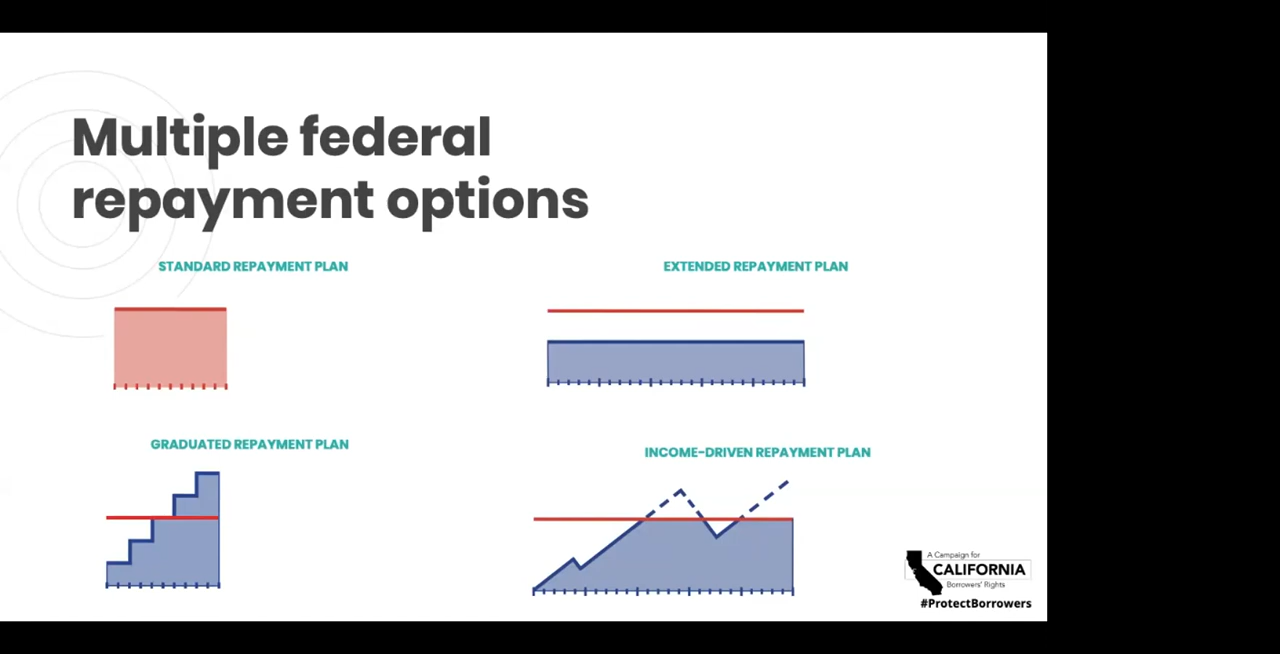 Multiple federal
repayment options
STANDARD REPAYMENT PLAN
EXTENDED REPAYMENT PLAN
GRADUATED REPAYMENT PLAN
INCOME-DRIVEN REPAYMENT PLAN
A Campaign for
CALIFORNIA
Borrowers' Rights
#ProtectBorrowers